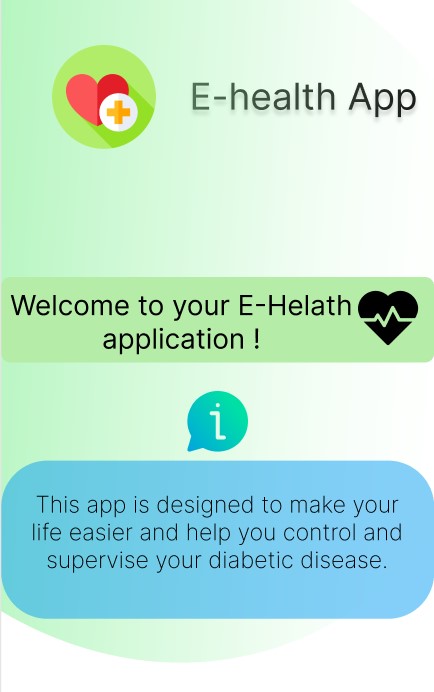 E-health App
Welcome to your E-Helath
application !
i
This app is designed to make your
life easier and help you control and
supervise your diabetic disease.